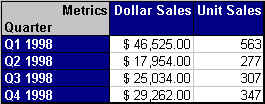 Metrics Dollar Sales Unit Sales
Quarter
Q1 1998 $ 46,525.00 563
Q2 1998 $ 17,954.00 277
Q3 1998 $ 25,034.00 307
Q4 1998 $ 29,262.00 347